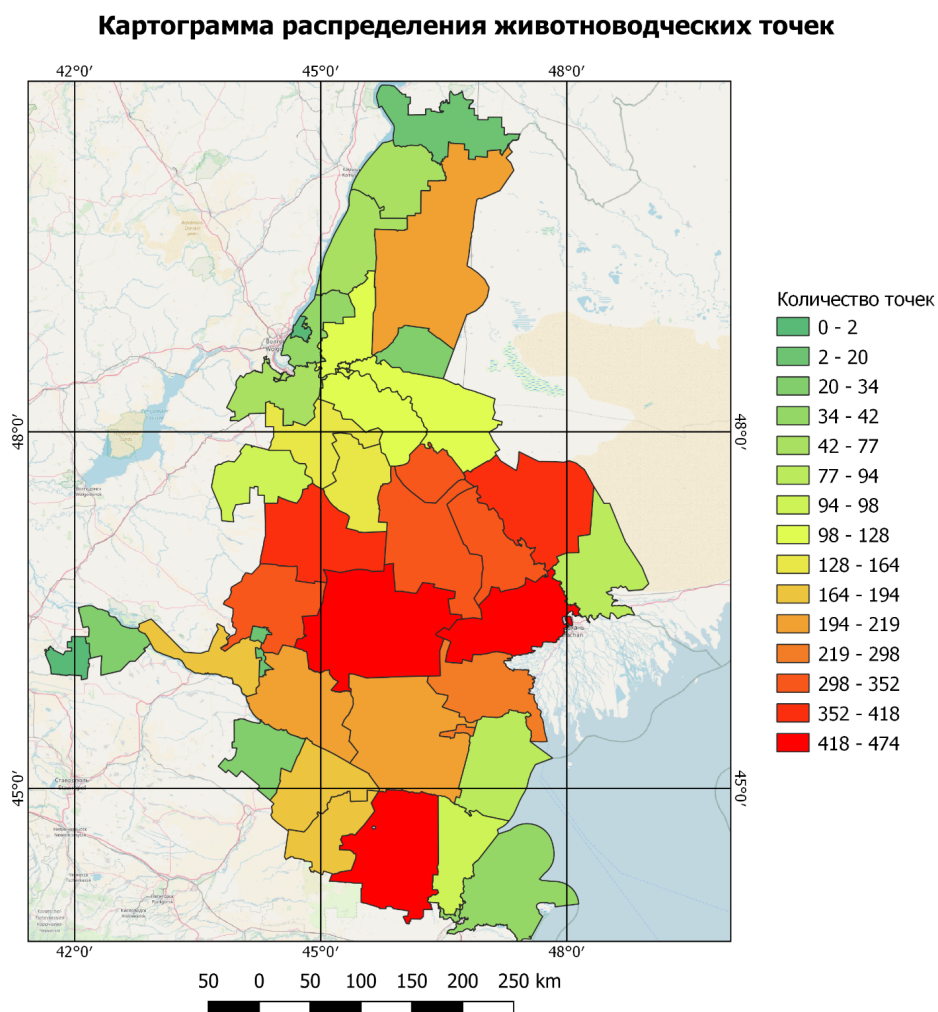 Картограмма распределения животноводческих точек
42°0′ 45°0′ 48°0′
48°0′ 48°0′
45°0′ 45°0′
42°0′ 45°0′ 48°0′
Количество точек
0 - 2
2 - 20
20 - 34
34 - 42
42 - 77
77 - 94
94 - 98
98 - 128
128 - 164
164 - 194
194 - 219
219 - 298
298 - 352
352 - 418
418 - 474
50 0 50 100 150 200 250 km